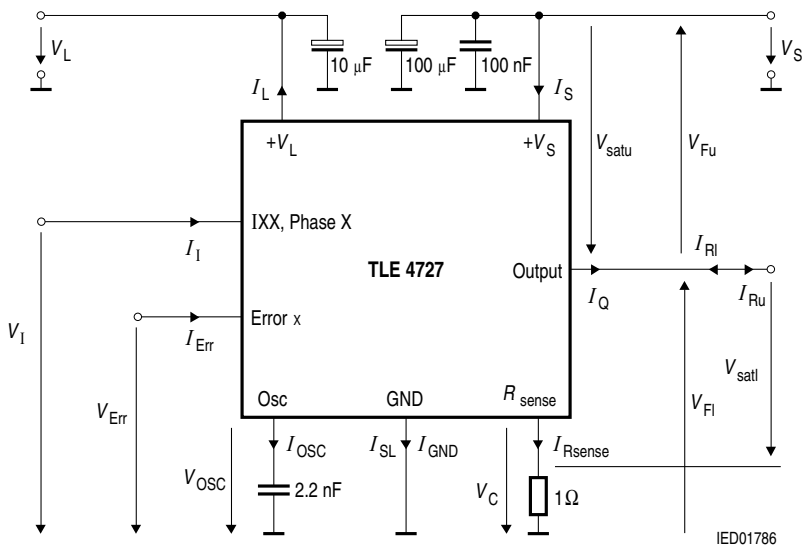 V_L
10 µF
100 µF
100 nF
V_S
I_L
I_S
+V_L
+V_S
V_satu
V_Fu
IXX, Phase X
I_I
TLE 4727
Output
I_Rl
I_Q
I_Ru
V_I
Error x
I_Err
V_Err
V_satl
V_Fl
Osc
GND
R_sense
I_OSC
I_SL
I_GND
I_Rsense
V_OSC
2.2 nF
V_C
1Ω
IED01786